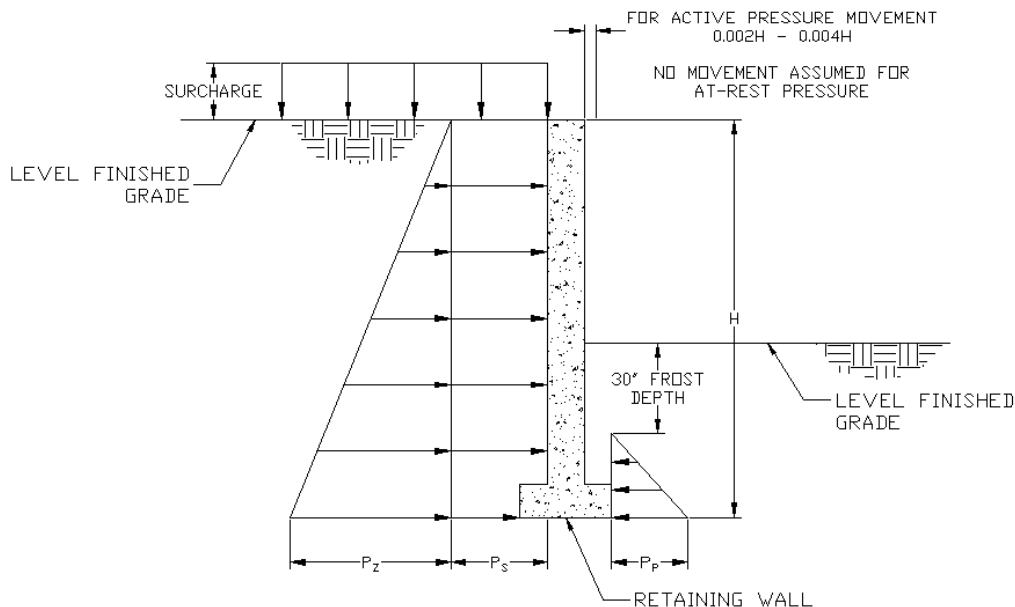 FOR ACTIVE PRESSURE MOVEMENT
0.002H - 0.004H
NO MOVEMENT ASSUMED FOR
AT-REST PRESSURE
SURCHARGE
LEVEL FINISHED
GRADE
H
30" FROST
DEPTH
LEVEL FINISHED
GRADE
PZ
PS
PP
RETAINING WALL